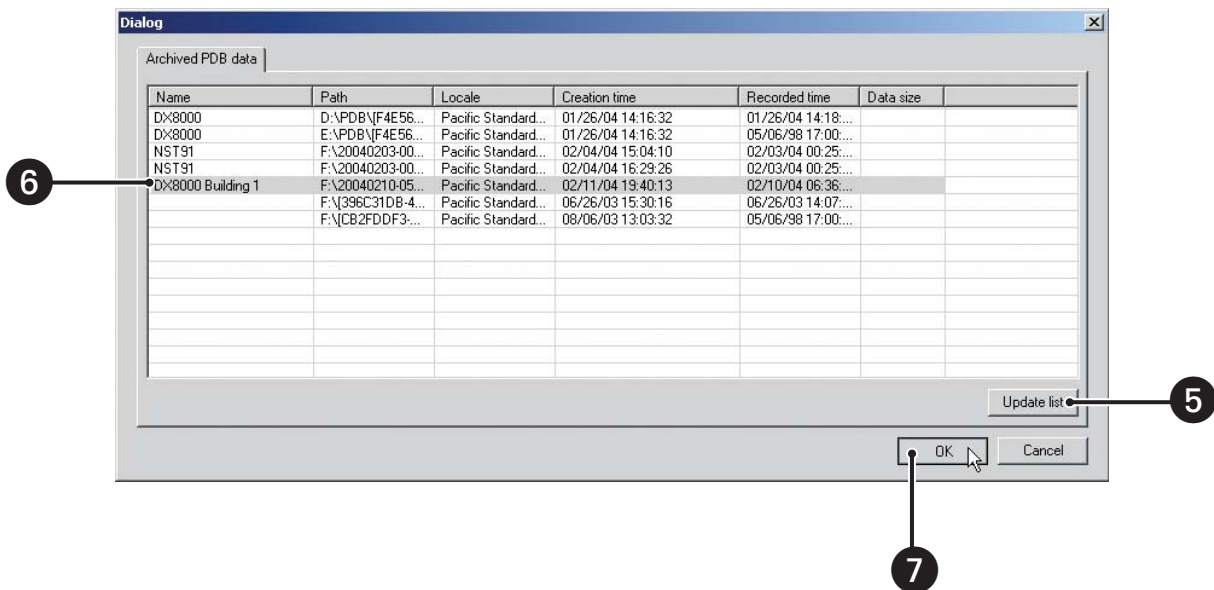 Dialog
Archived PDB data
Name Path Locale Creation time Recorded time Data size
DX8000 D:\PDB\[F4E56... Pacific Standard... 01/26/04 14:16:32 01/26/04 14:18:...
DX8000 E:\PDB\[F4E56... Pacific Standard... 01/26/04 14:16:32 05/06/98 17:00:...
NST91 F:\20040203-00... Pacific Standard... 02/04/04 15:04:10 02/03/04 00:25:...
NST91 F:\20040203-00... Pacific Standard... 02/04/04 16:29:26 02/03/04 00:25:...
6 DX8000 Building 1 F:\20040210-05... Pacific Standard... 02/11/04 19:40:13 02/10/04 06:36:...
F:\[396C31DB-4... Pacific Standard... 06/26/03 15:30:16 06/26/03 14:07:...
F:\[CB2FDDF3-... Pacific Standard... 08/06/03 13:03:32 05/06/98 17:00:...
Update list 5
OK Cancel
7